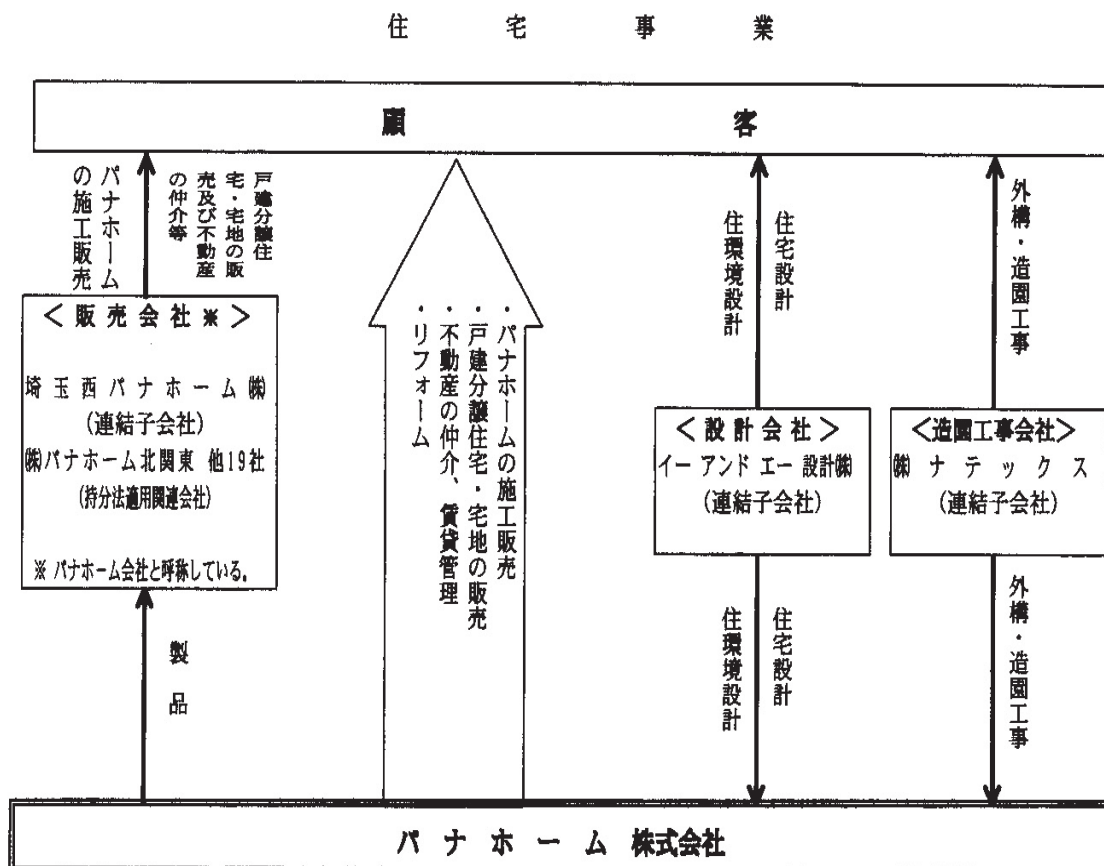 住宅事業
顧客
パナホーム
の施工販売
戸建分譲住
宅・宅地の販
売及び不動産
の仲介等
・パナホームの施工販売
・戸建分譲住宅・宅地の販売
・不動産の仲介、賃貸管理
・リフォーム
住宅設計
住環境設計
外構・造園工事
＜販売会社※＞
埼玉西パナホーム㈱
(連結子会社)
㈱パナホーム北関東 他19社
(持分法適用関連会社)
※ パナホーム会社と呼称している。
＜設計会社＞
イー アンド エー 設計㈱
(連結子会社)
＜造園工事会社＞
㈱ナテックス
(連結子会社)
製品
住宅設計
住環境設計
外構・造園工事
パナホーム 株式会社